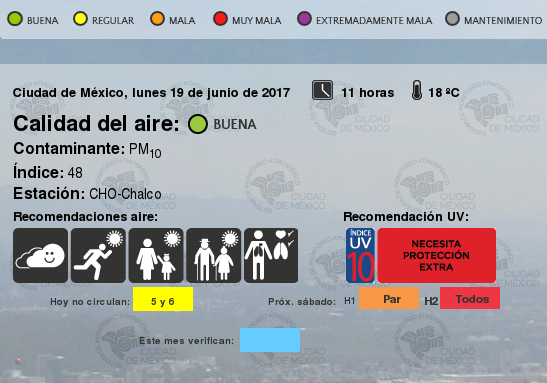 BUENA REGULAR MALA MUY MALA EXTREMADAMENTE MALA MANTENIMIENTO
Ciudad de México, lunes 19 de junio de 2017 11 horas 18 ºC
Calidad del aire: BUENA
Contaminante: PM10
Índice: 48
Estación: CHO-Chalco
Recomendaciones aire: Recomendación UV:
ÍNDICE
UV
10
NECESITA
PROTECCIÓN
EXTRA
Hoy no circulan: 5 y 6 Próx. sábado: H1 Par H2 Todos
Este mes verifican: